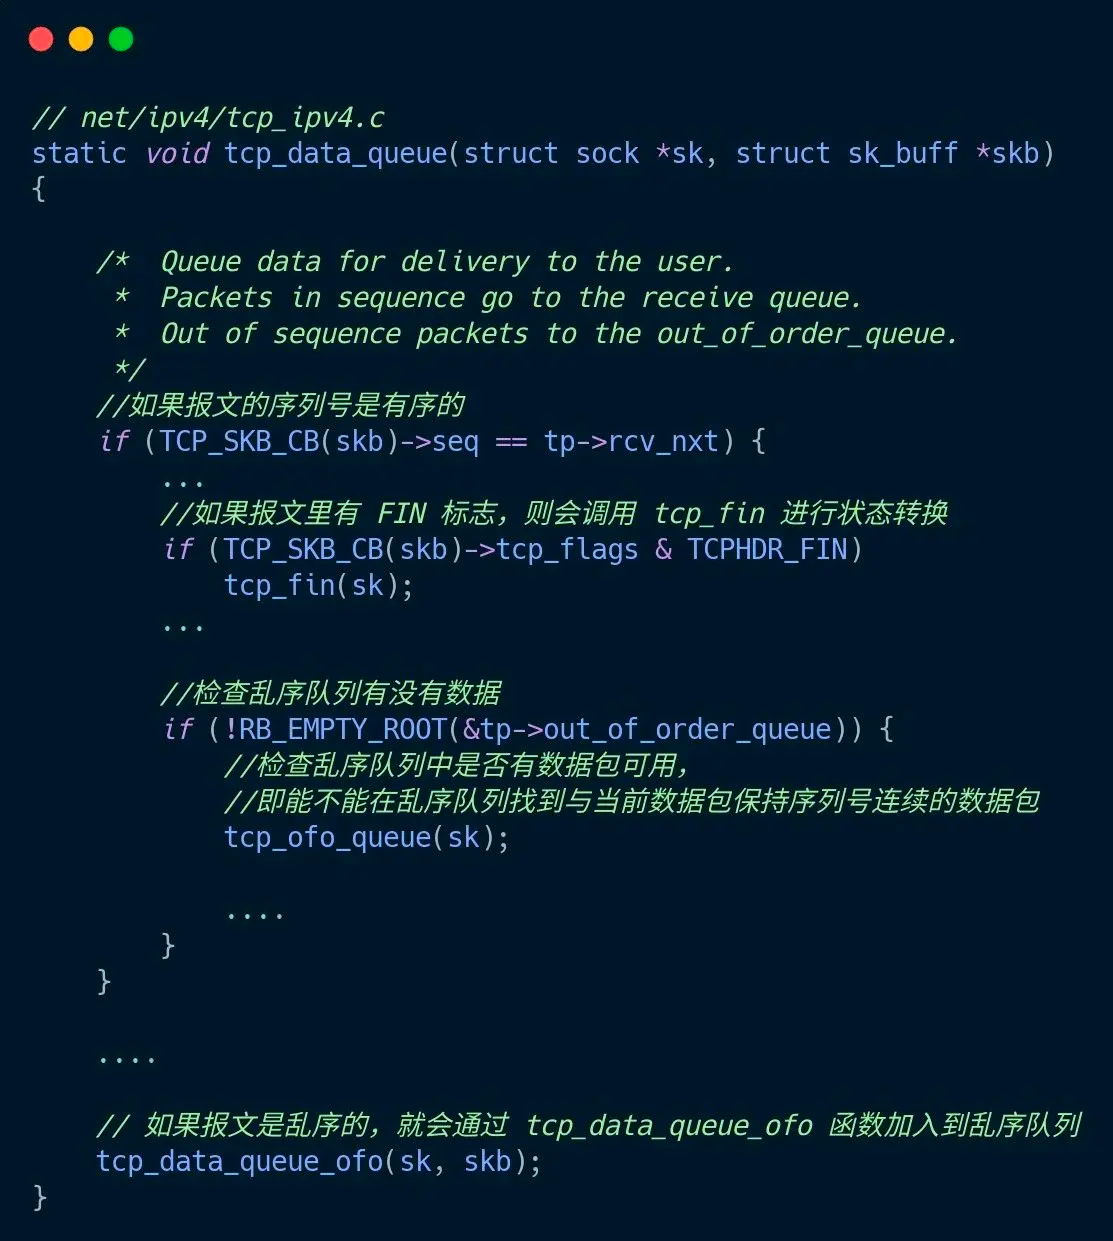 // net/ipv4/tcp_ipv4.c
static void tcp_data_queue(struct sock *sk, struct sk_buff *skb)
{
/*  Queue data for delivery to the user.
*  Packets in sequence go to the receive queue.
*  Out of sequence packets to the out_of_order_queue.
*/
//如果报文的序列号是有序的
if (TCP_SKB_CB(skb)->seq == tp->rcv_nxt) {
...
//如果报文里有 FIN 标志，则会调用 tcp_fin 进行状态转换
if (TCP_SKB_CB(skb)->tcp_flags & TCPHDR_FIN)
tcp_fin(sk);
...
//检查乱序队列有没有数据
if (!RB_EMPTY_ROOT(&tp->out_of_order_queue)) {
//检查乱序队列中是否有数据包可用，
//即能不能在乱序队列找到与当前数据包保持序列号连续的数据包
tcp_ofo_queue(sk);
....
}
}
....
// 如果报文是乱序的，就会通过 tcp_data_queue_ofo 函数加入到乱序队列
tcp_data_queue_ofo(sk, skb);
}